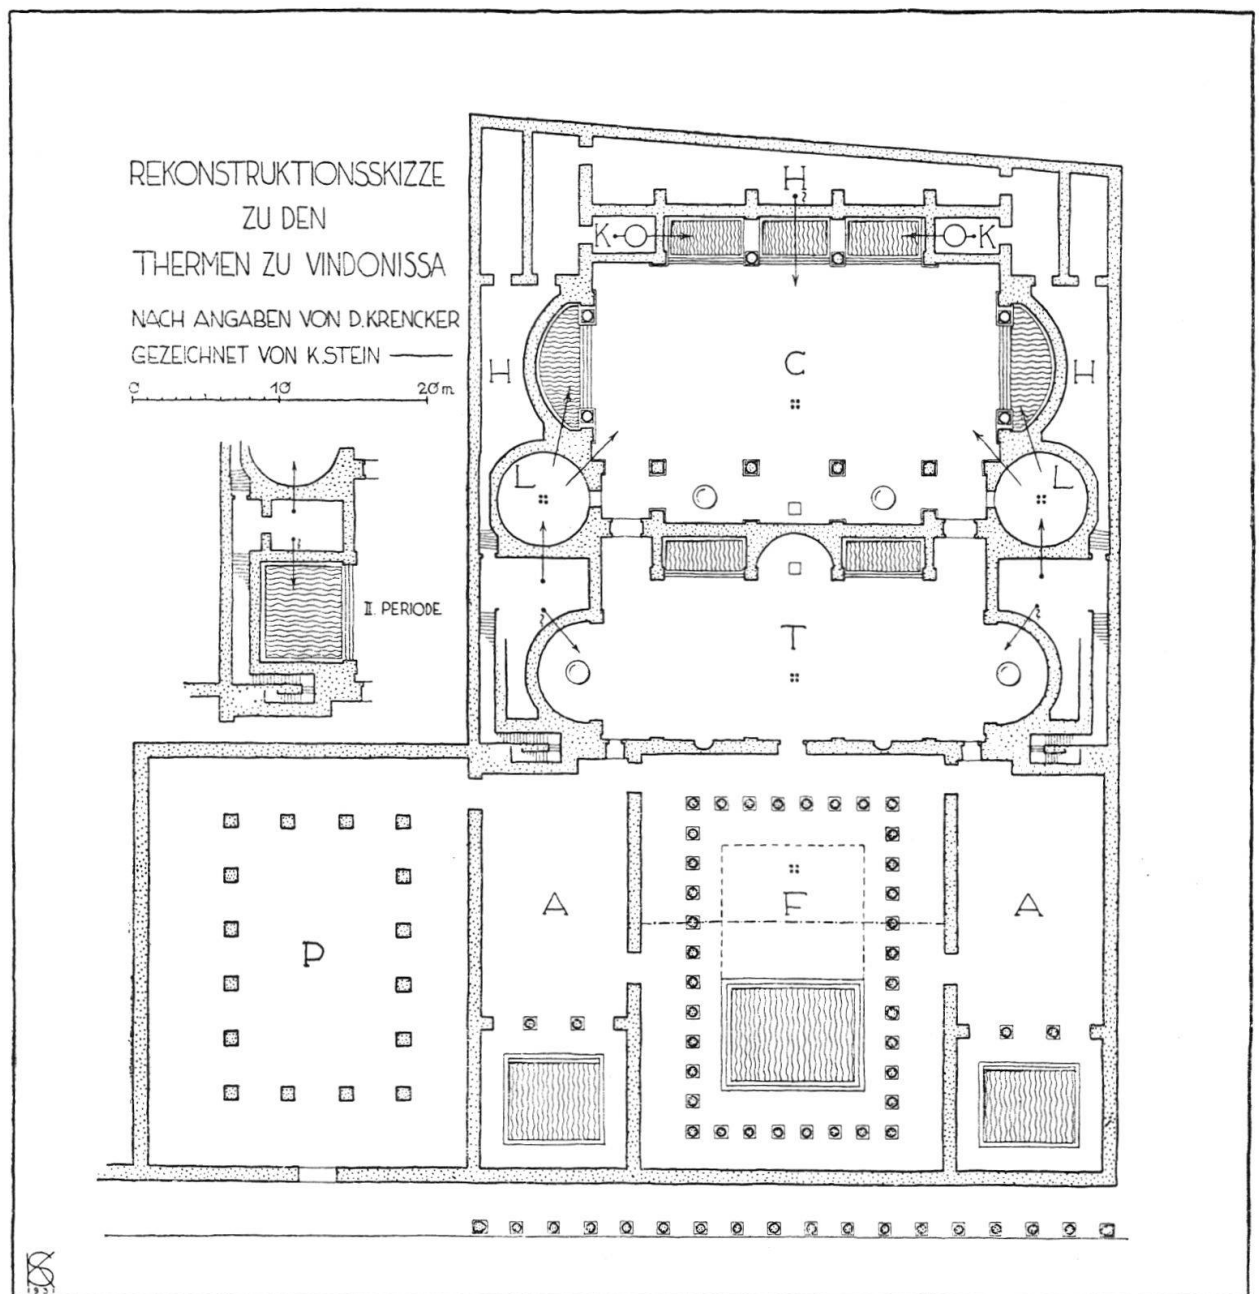 REKONSTRUKTIONSSKIZZE
ZU DEN
THERMEN ZU VINDONISSA
NACH ANGABEN VON D. KRENCKER
GEZEICHNET VON K. STEIN
0 10 20 m
H
K K
H C H
L L
II. PERIODE
T
A F A
P